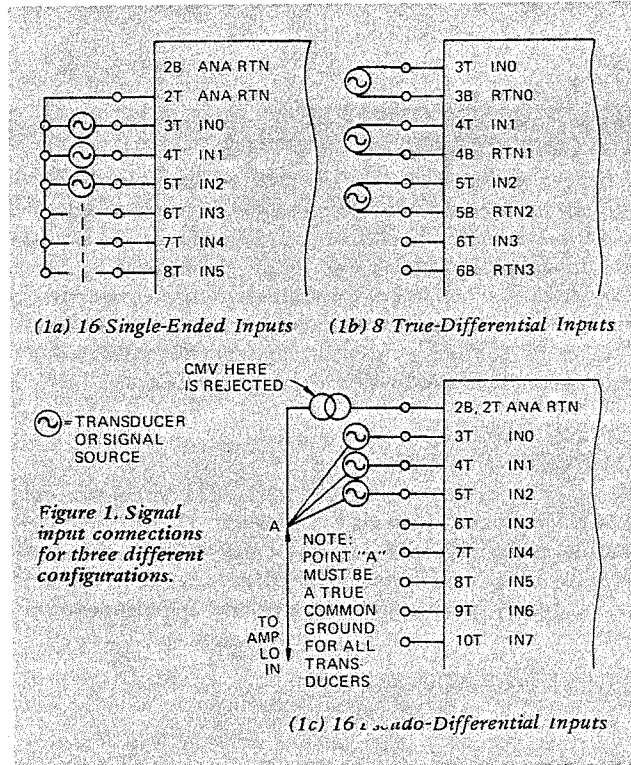 2B ANA RTN
2T ANA RTN
3T IN0
4T IN1
5T IN2
6T IN3
7T IN4
8T IN5
(1a) 16 Single-Ended Inputs
3T IN0
3B RTN0
4T IN1
4B RTN1
5T IN2
5B RTN2
6T IN3
6B RTN3
(1b) 8 True-Differential Inputs
CMV HERE
IS REJECTED
=TRANSDUCER
OR SIGNAL
SOURCE
Figure 1. Signal
input connections
for three different
configurations.
2B, 2T ANA RTN
3T IN0
4T IN1
5T IN2
6T IN3
7T IN4
8T IN5
9T IN6
10T IN7
A
NOTE:
POINT "A"
MUST BE
A TRUE
COMMON
GROUND
FOR ALL
TRANS-
DUCERS
TO
AMP
LO
IN
(1c) 16 Inputs